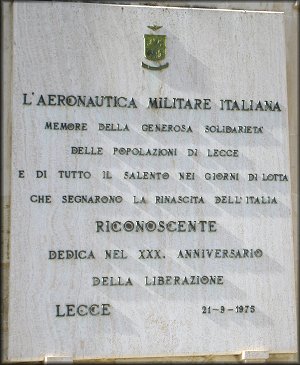 L'AERONAUTICA MILITARE ITALIANA
MEMORE DELLA GENEROSA SOLIDARIETA'
DELLE POPOLAZIONI DI LECCE
E DI TUTTO IL SALENTO NEI GIORNI DI LOTTA
CHE SEGNARONO LA RINASCITA DELL'ITALIA
RICONOSCENTE
DEDICA NEL XXX. ANNIVERSARIO
DELLA LIBERAZIONE
LECCE 21-9-1975